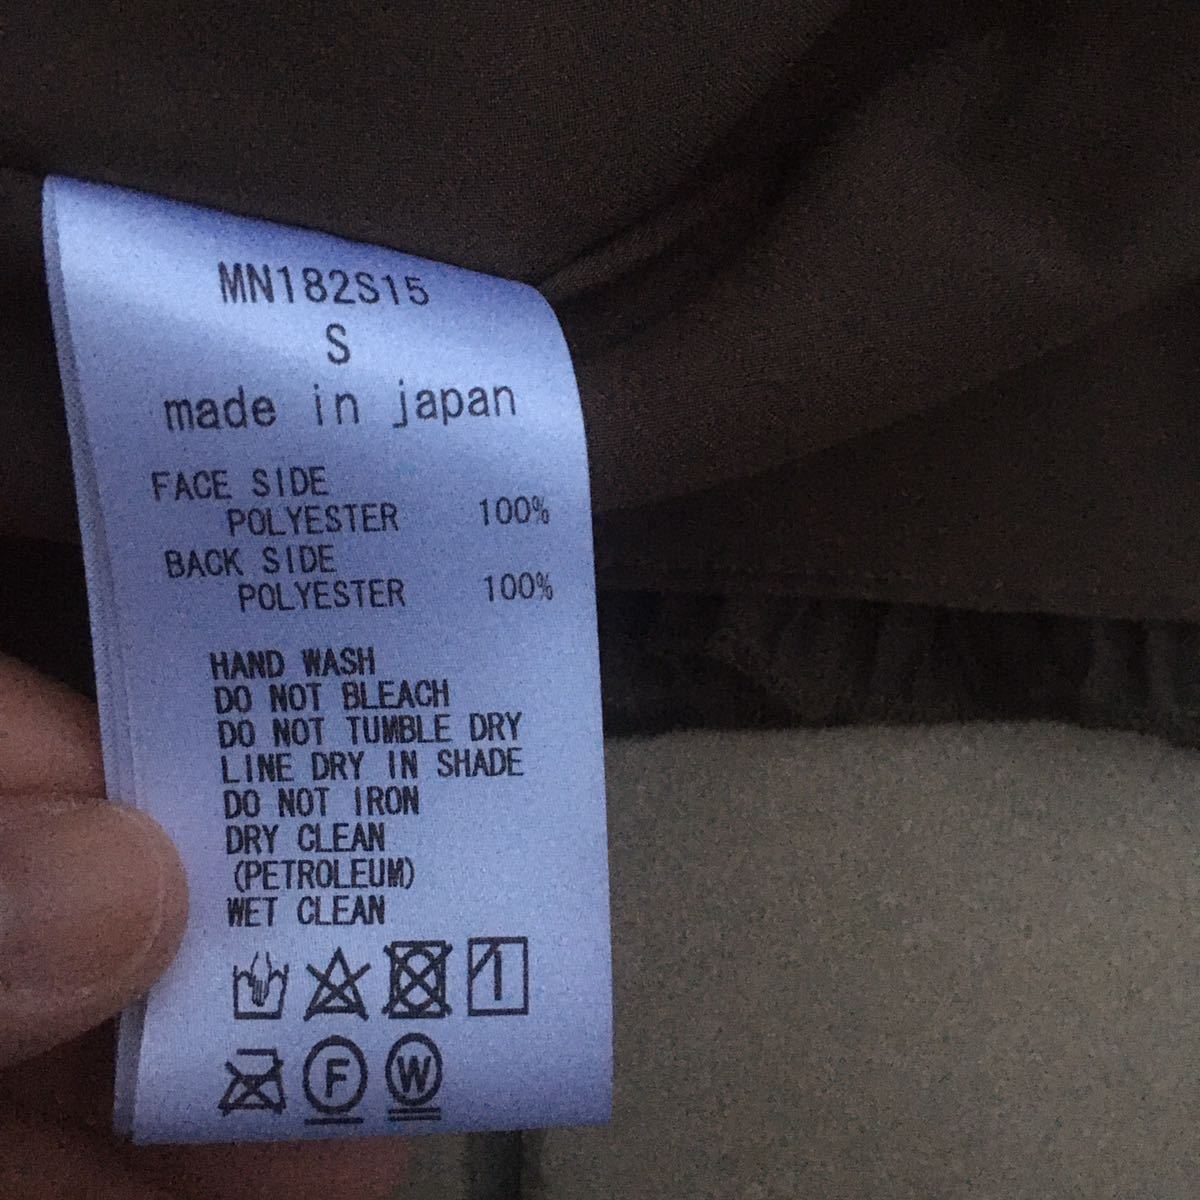 MN182S15
S
made in japan
FACE SIDE
POLYESTER 100%
BACK SIDE
POLYESTER 100%
HAND WASH
DO NOT BLEACH
DO NOT TUMBLE DRY
LINE DRY IN SHADE
DO NOT IRON
DRY CLEAN
(PETROLEUM)
WET CLEAN
F W